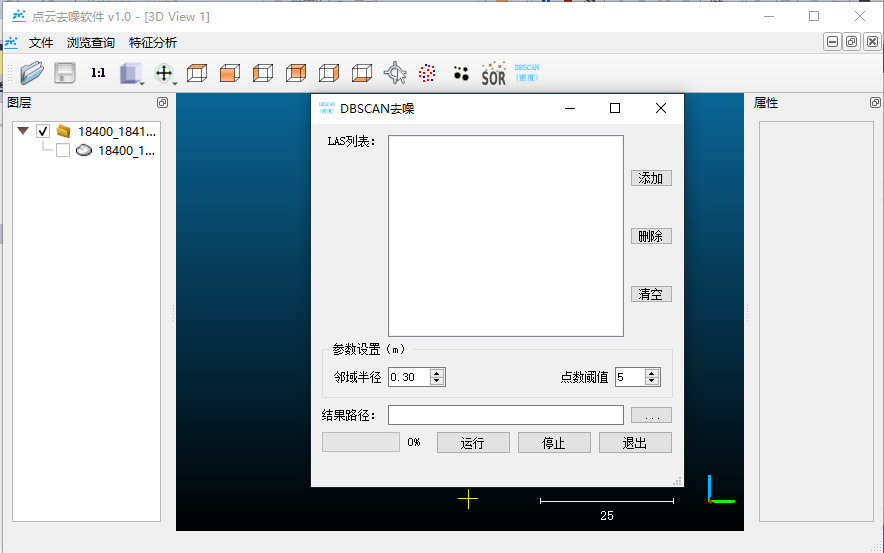 点云去噪软件 v1.0 - [3D View 1]
文件 浏览查询 特征分析
1:1 SOR DBSCAN (密度)
图层
属性
18400_1841...
18400_1...
DBSCAN (密度) DBSCAN去噪
LAS列表:
添加
删除
清空
参数设置（m）
邻域半径 0.30 点数阈值 5
结果路径: ...
0% 运行 停止 退出
25